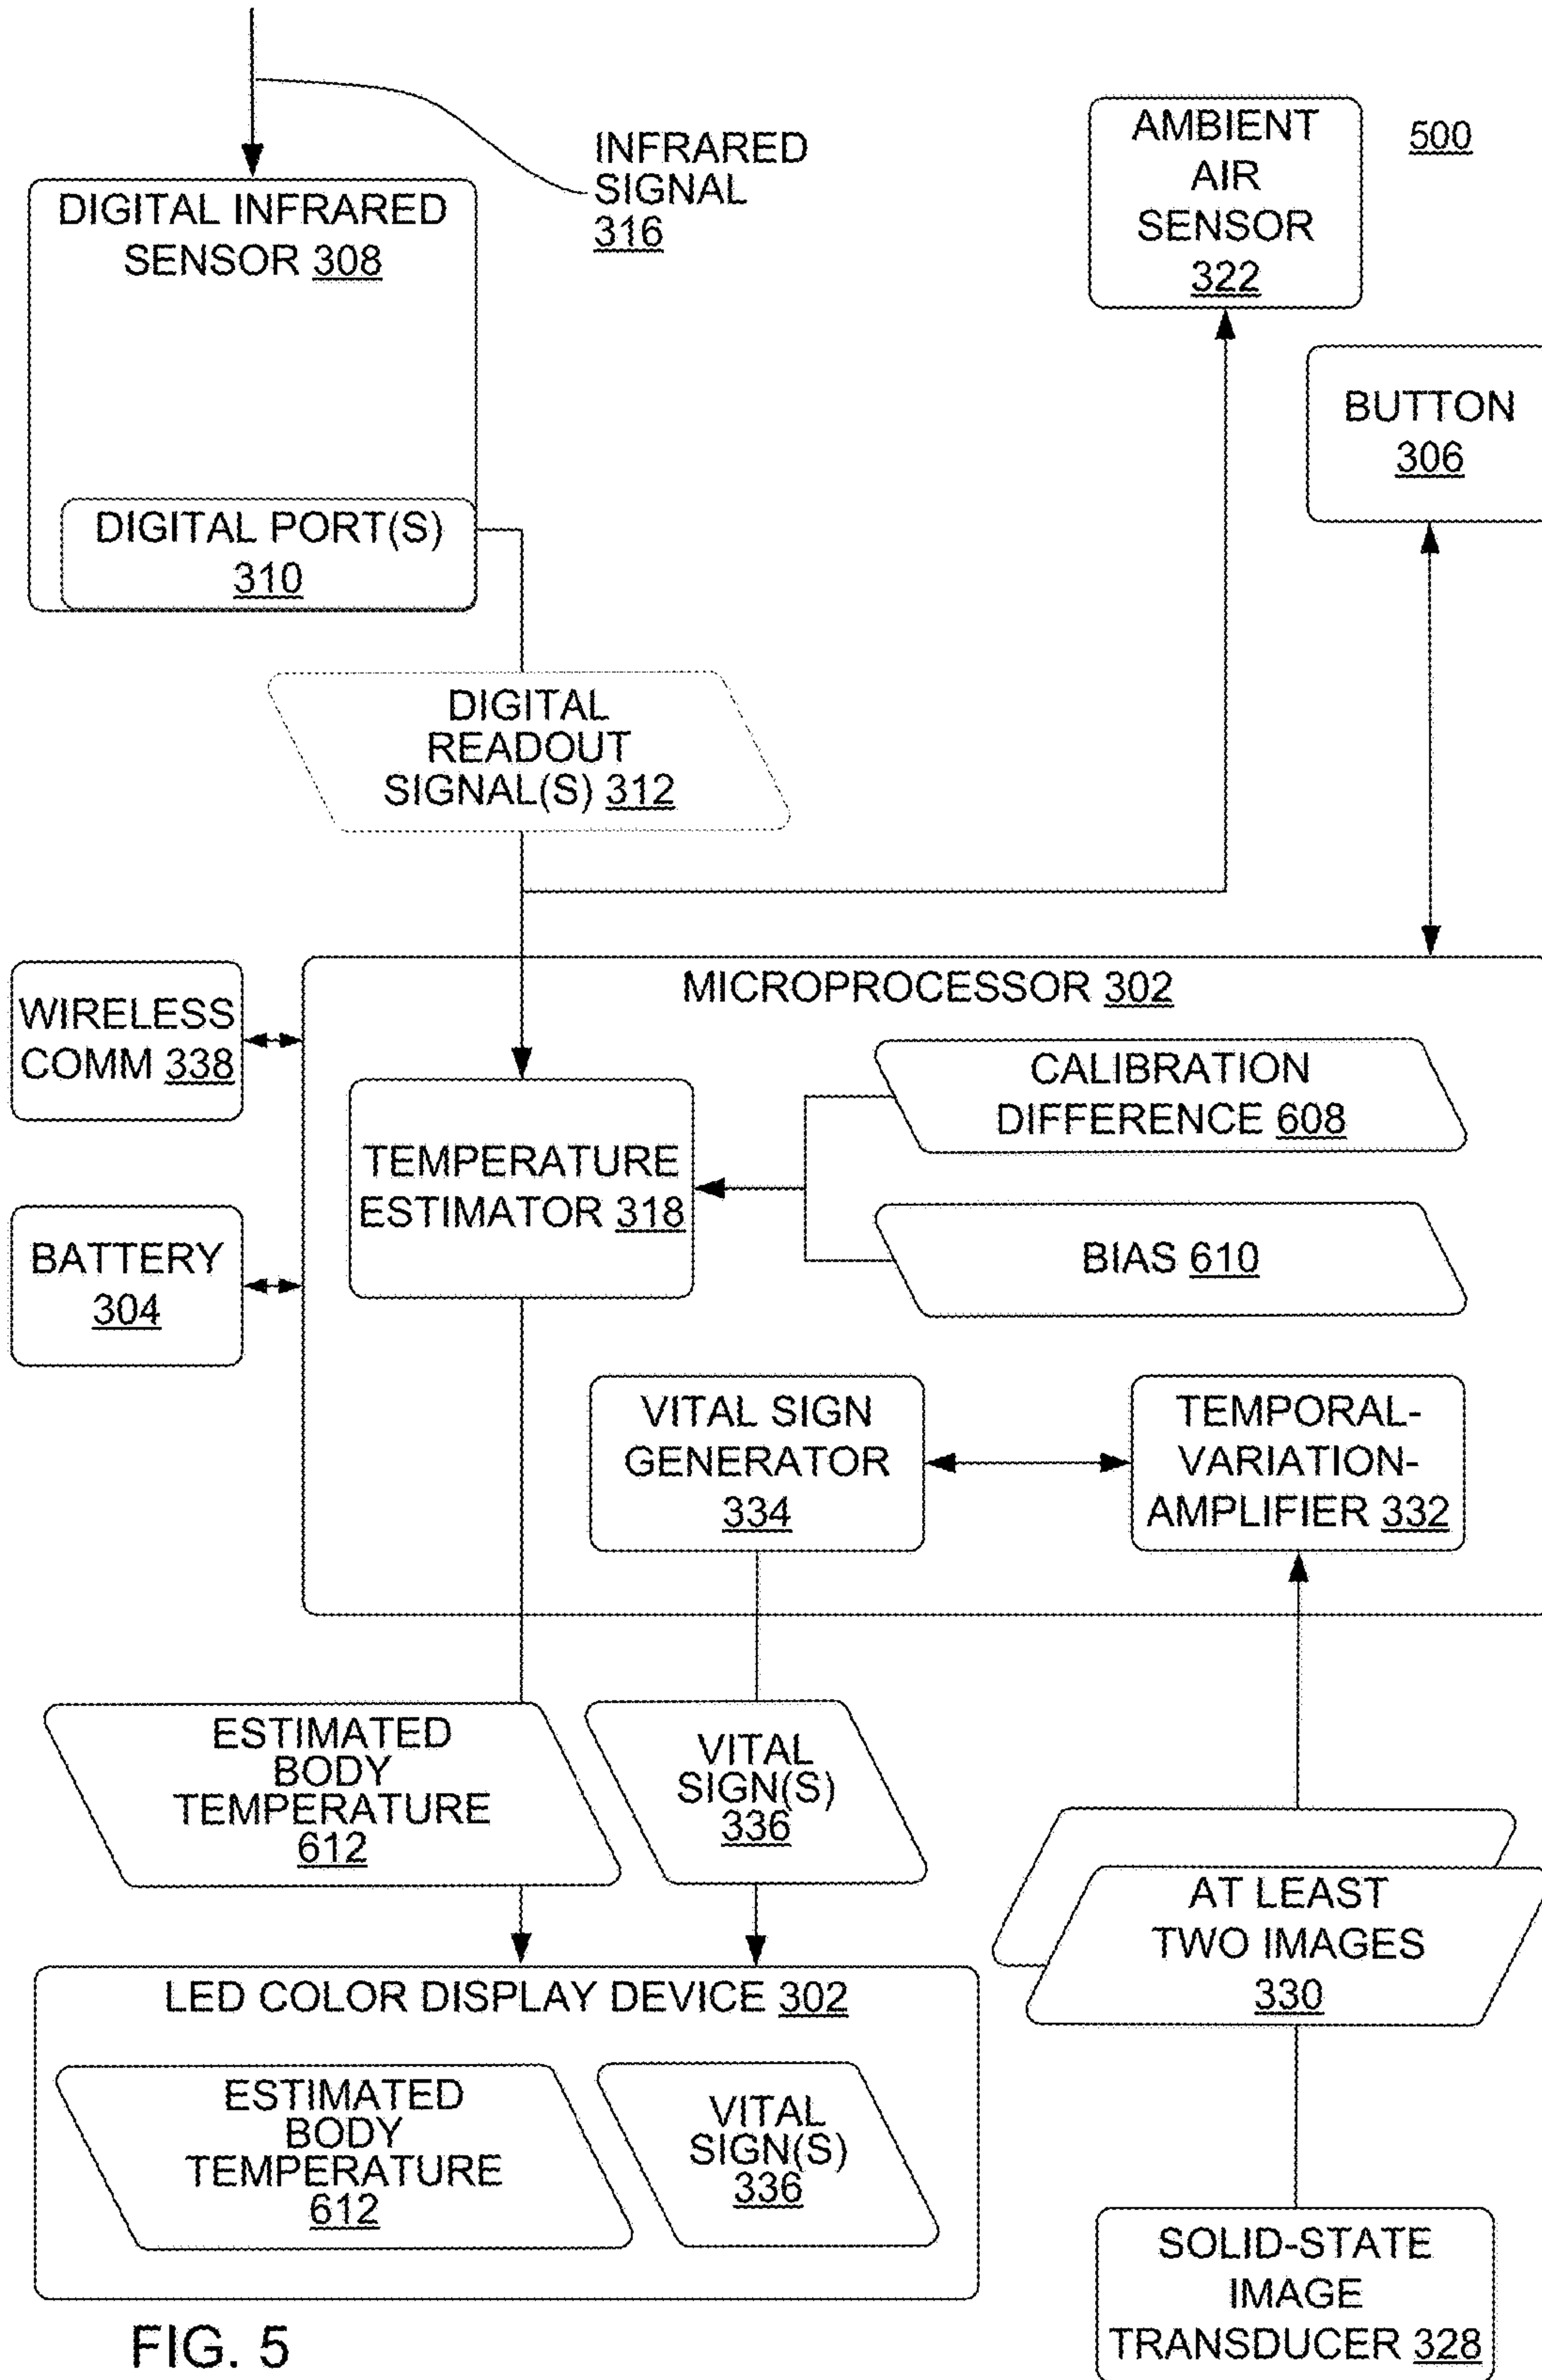 INFRARED
SIGNAL
316
AMBIENT
AIR
SENSOR
322
500
DIGITAL INFRARED
SENSOR 308
BUTTON
306
DIGITAL PORT(S)
310
DIGITAL
READOUT
SIGNAL(S) 312
MICROPROCESSOR 302
WIRELESS
COMM 338
CALIBRATION
DIFFERENCE 608
TEMPERATURE
ESTIMATOR 318
BATTERY
304
BIAS 610
VITAL SIGN
GENERATOR
334
TEMPORAL-
VARIATION-
AMPLIFIER 332
ESTIMATED
BODY
TEMPERATURE
612
VITAL
SIGN(S)
336
AT LEAST
TWO IMAGES
330
LED COLOR DISPLAY DEVICE 302
ESTIMATED
BODY
TEMPERATURE
612
VITAL
SIGN(S)
336
SOLID-STATE
IMAGE
TRANSDUCER 328
FIG. 5